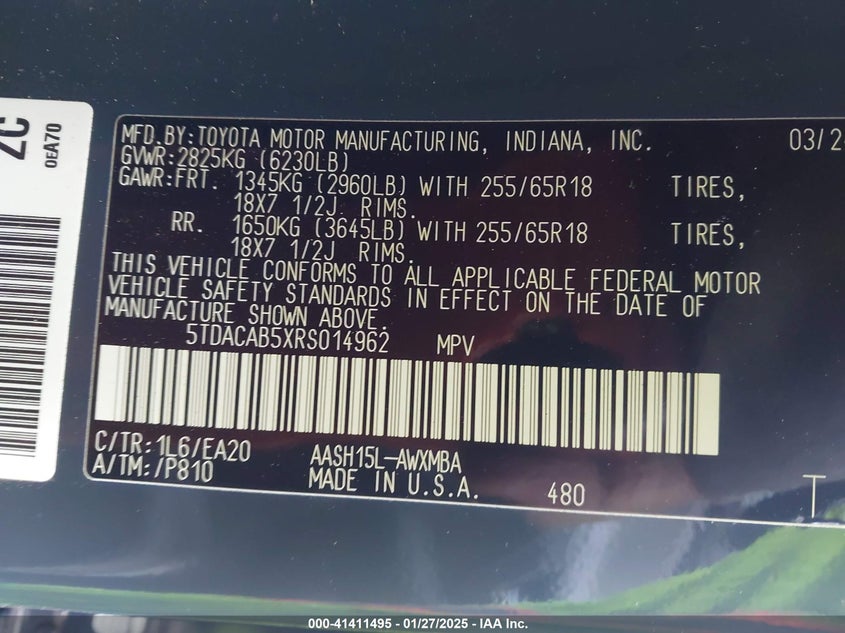 2C
0EA70
MFD.BY:TOYOTA MOTOR MANUFACTURING, INDIANA, INC. 03/2
GVWR:2825KG (6230LB)
GAWR:FRT. 1345KG (2960LB) WITH 255/65R18 TIRES,
18X7 1/2J RIMS.
RR. 1650KG (3645LB) WITH 255/65R18 TIRES,
18X7 1/2J RIMS.
THIS VEHICLE CONFORMS TO ALL APPLICABLE FEDERAL MOTOR
VEHICLE SAFETY STANDARDS IN EFFECT ON THE DATE OF
MANUFACTURE SHOWN ABOVE.
5TDACAB5XRS014962 MPV
C/TR:1L6/EA20 AASH15L-AWXMBA
A/TM:/P810 MADE IN U.S.A. 480 T
000-41411495 - 01/27/2025 - IAA Inc.